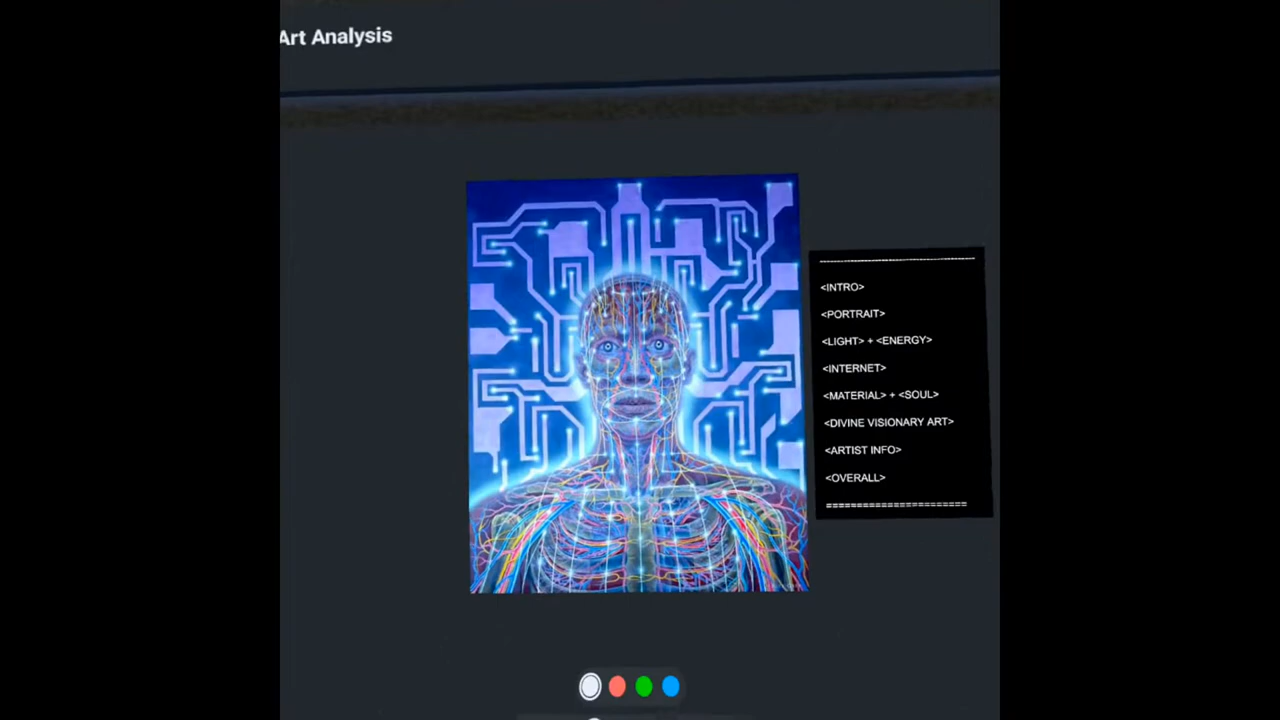 Art Analysis
<INTRO>
<PORTRAIT>
<LIGHT> + <ENERGY>
<INTERNET>
<MATERIAL> + <SOUL>
<DIVINE VISIONARY ART>
<ARTIST INFO>
<OVERALL>